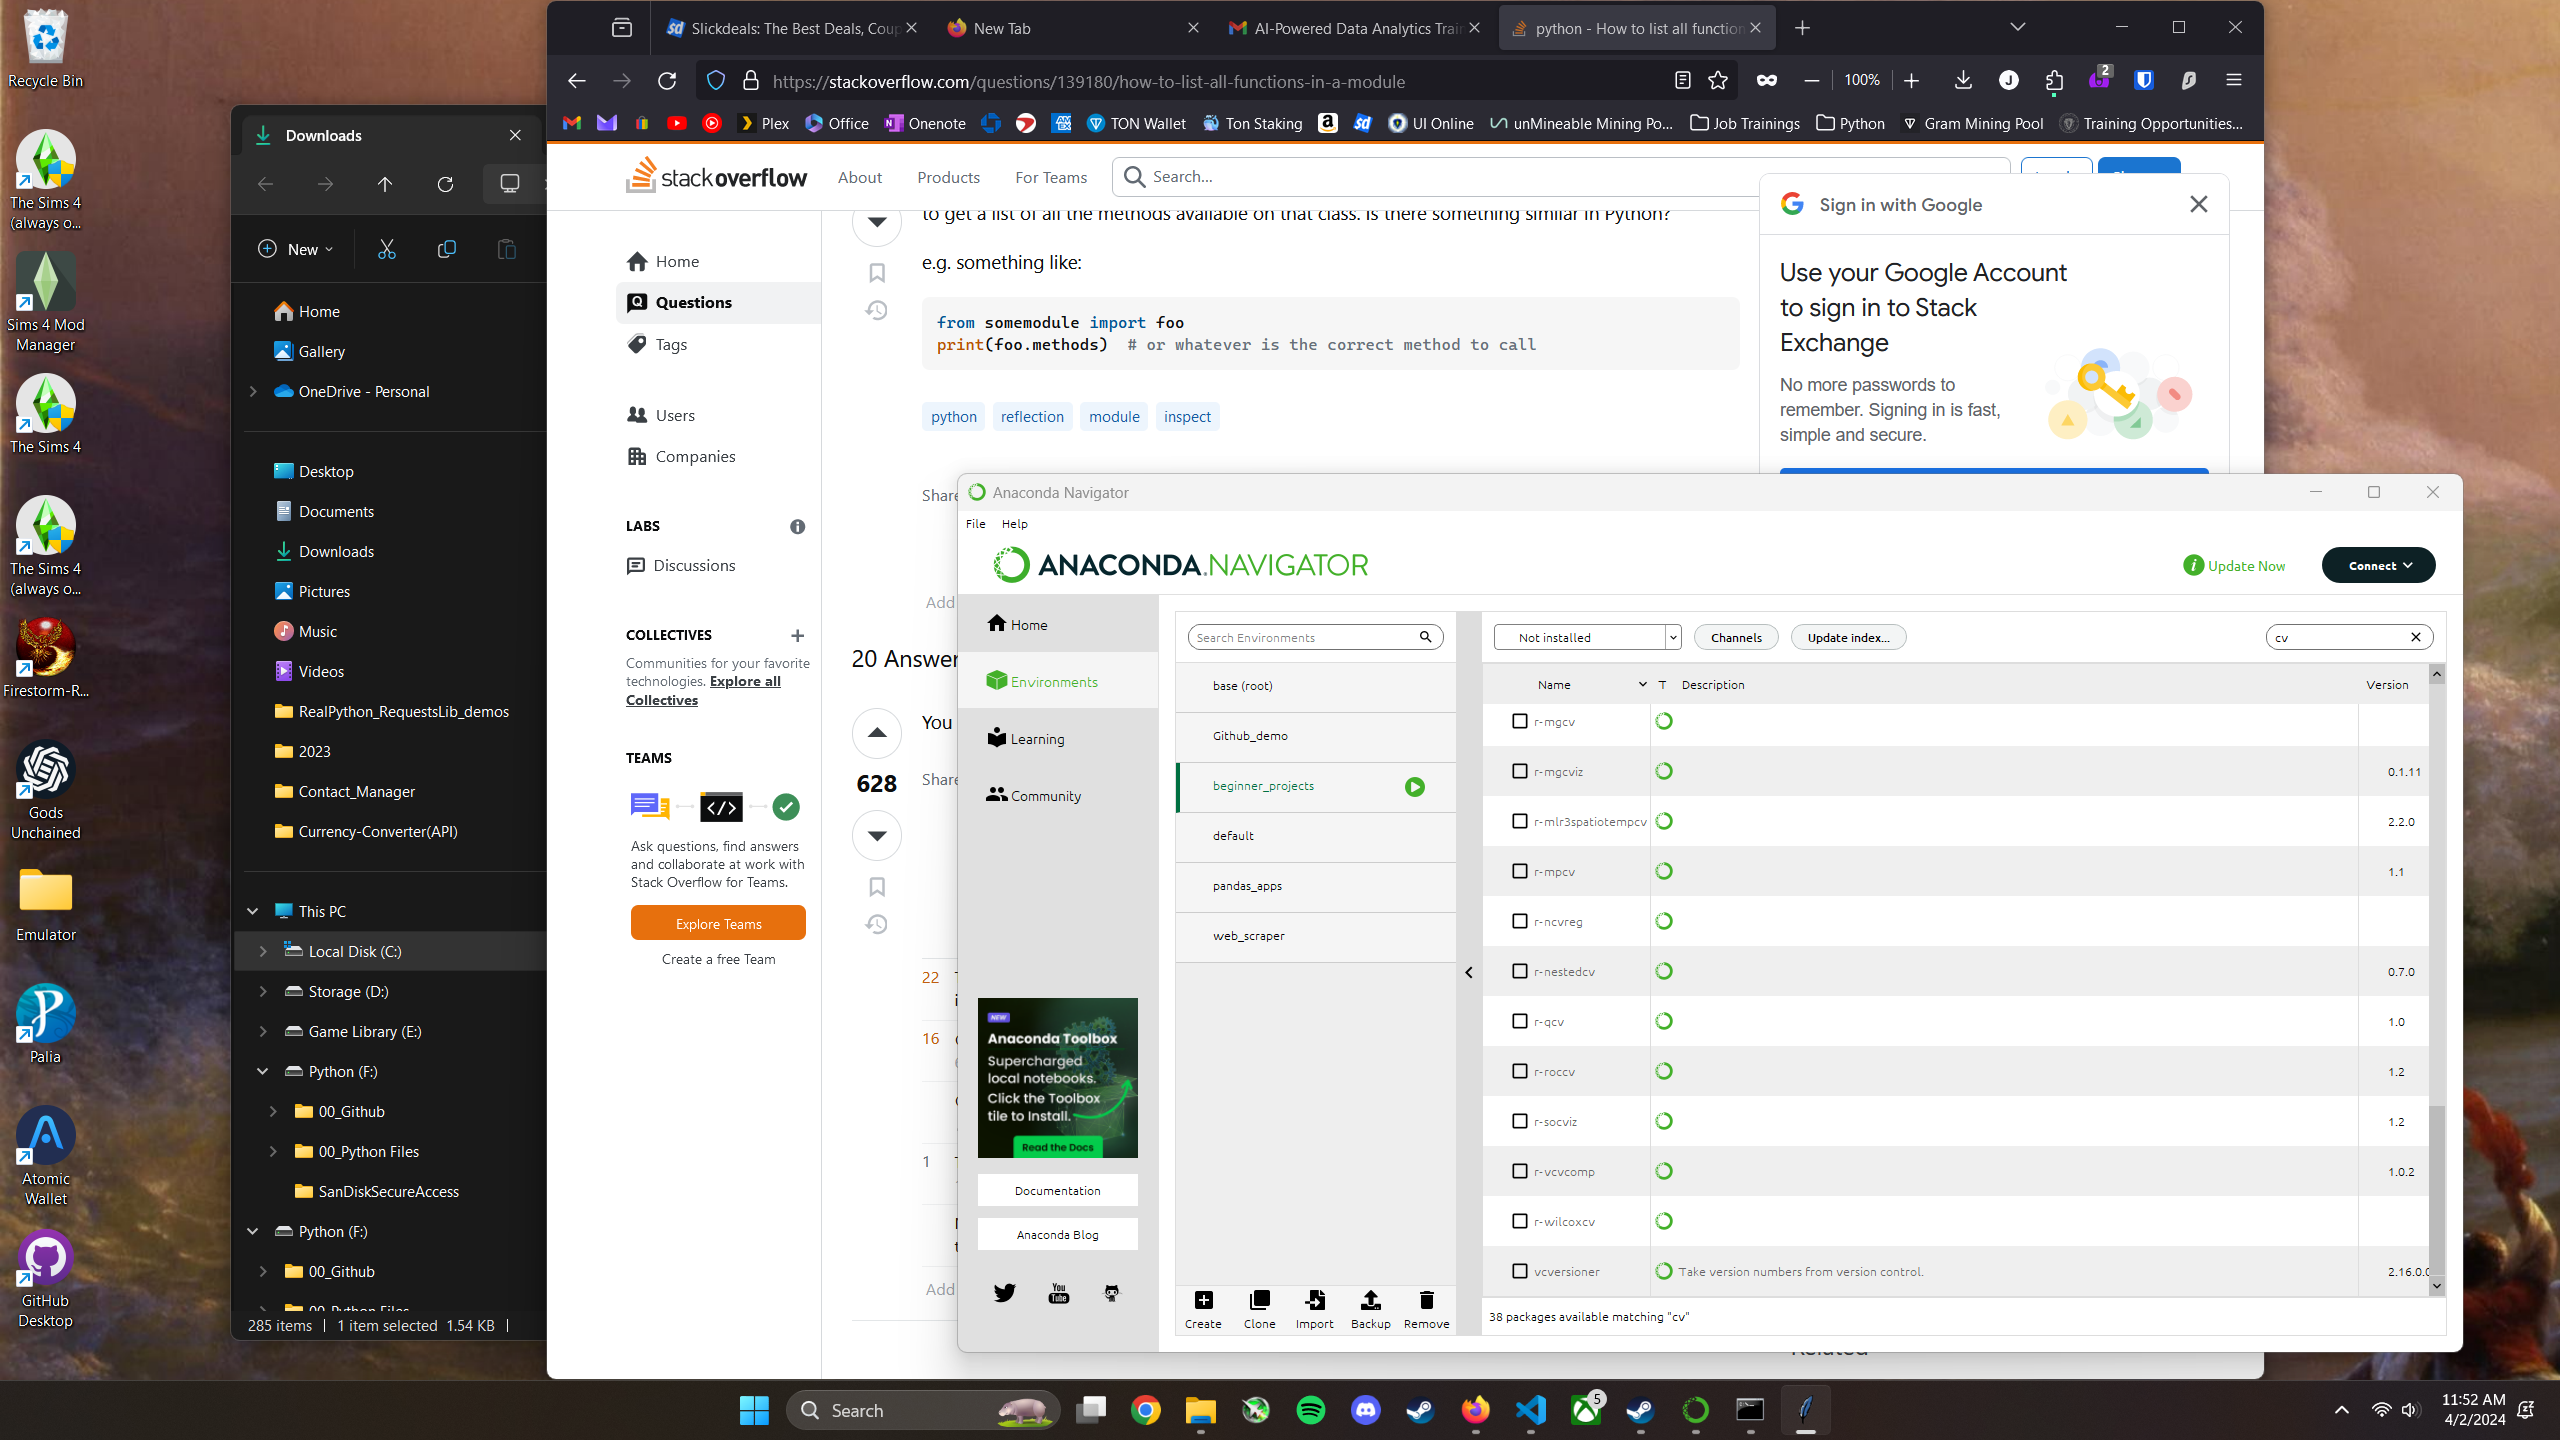 Recycle Bin
The Sims 4
(always o...
Sims 4 Mod
Manager
The Sims 4
The Sims 4
(always o...
Firestorm-R...
Gods
Unchained
Emulator
Palia
Atomic
Wallet
GitHub
Desktop
Downloads
New
Home
Gallery
OneDrive - Personal
Desktop
Documents
Downloads
Pictures
Music
Videos
RealPython_RequestsLib_demos
2023
Contact_Manager
Currency-Converter(API)
This PC
Local Disk (C:)
Storage (D:)
Game Library (E:)
Python (F:)
00_Github
00_Python Files
SanDiskSecureAccess
Python (F:)
00_Github
00_Python Files
285 items
1 item selected 1.54 KB
Slickdeals: The Best Deals, Coup
New Tab
AI-Powered Data Analytics Train
python - How to list all function
https://stackoverflow.com/questions/139180/how-to-list-all-functions-in-a-module
100%
J
2
Plex
Office
Onenote
TON Wallet
Ton Staking
UI Online
unMineable Mining Po...
Job Trainings
Python
Gram Mining Pool
Training Opportunities...
stackoverflow
About
Products
For Teams
Search...
Home
Questions
Tags
Users
Companies
LABS
Discussions
COLLECTIVES
Communities for your favorite
technologies. Explore all
Collectives
TEAMS
Ask questions, find answers
and collaborate at work with
Stack Overflow for Teams.
Explore Teams
Create a free Team
to get a list of all the methods available on that class. Is there something similar in Python?
e.g. something like:
from somemodule import foo
print(foo.methods)  # or whatever is the correct method to call
python
reflection
module
inspect
Share
Add
20 Answer
You
628
Share
22
16
1
Add
Related
Sign in with Google
Use your Google Account
to sign in to Stack
Exchange
No more passwords to
remember. Signing in is fast,
simple and secure.
Anaconda Navigator
File
Help
ANACONDA.NAVIGATOR
Update Now
Connect
Home
Environments
Learning
Community
NEW
Anaconda Toolbox
Supercharged
local notebooks.
Click the Toolbox
tile to Install.
Read the Docs
Documentation
Anaconda Blog
You
Tube
Search Environments
base (root)
Github_demo
beginner_projects
default
pandas_apps
web_scraper
Create
Clone
Import
Backup
Remove
Not installed
Channels
Update index...
cv
Name
T
Description
Version
r-mgcv
r-mgcviz 0.1.11
r-mlr3spatiotempcv 2.2.0
r-mpcv 1.1
r-ncvreg
r-nestedcv 0.7.0
r-qcv 1.0
r-roccv 1.2
r-socviz 1.2
r-vcvcomp 1.0.2
r-wilcoxcv
vcversioner Take version numbers from version control. 2.16.0.0
38 packages available matching "cv"
Search
5
11:52 AM
4/2/2024